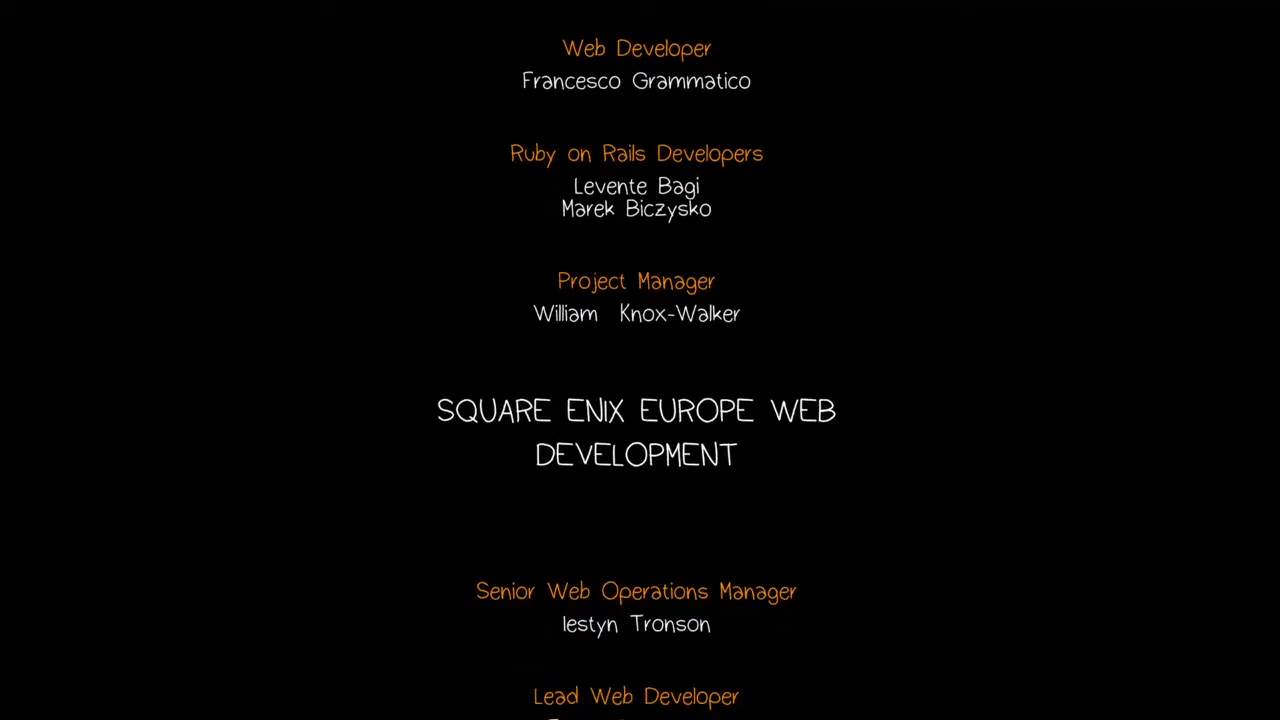 Web Developer
Francesco Grammatico
Ruby on Rails Developers
Levente Bagi
Marek Biczysko
Project Manager
William Knox-Walker
SQUARE ENIX EUROPE WEB
DEVELOPMENT
Senior Web Operations Manager
Iestyn Tronson
Lead Web Developer